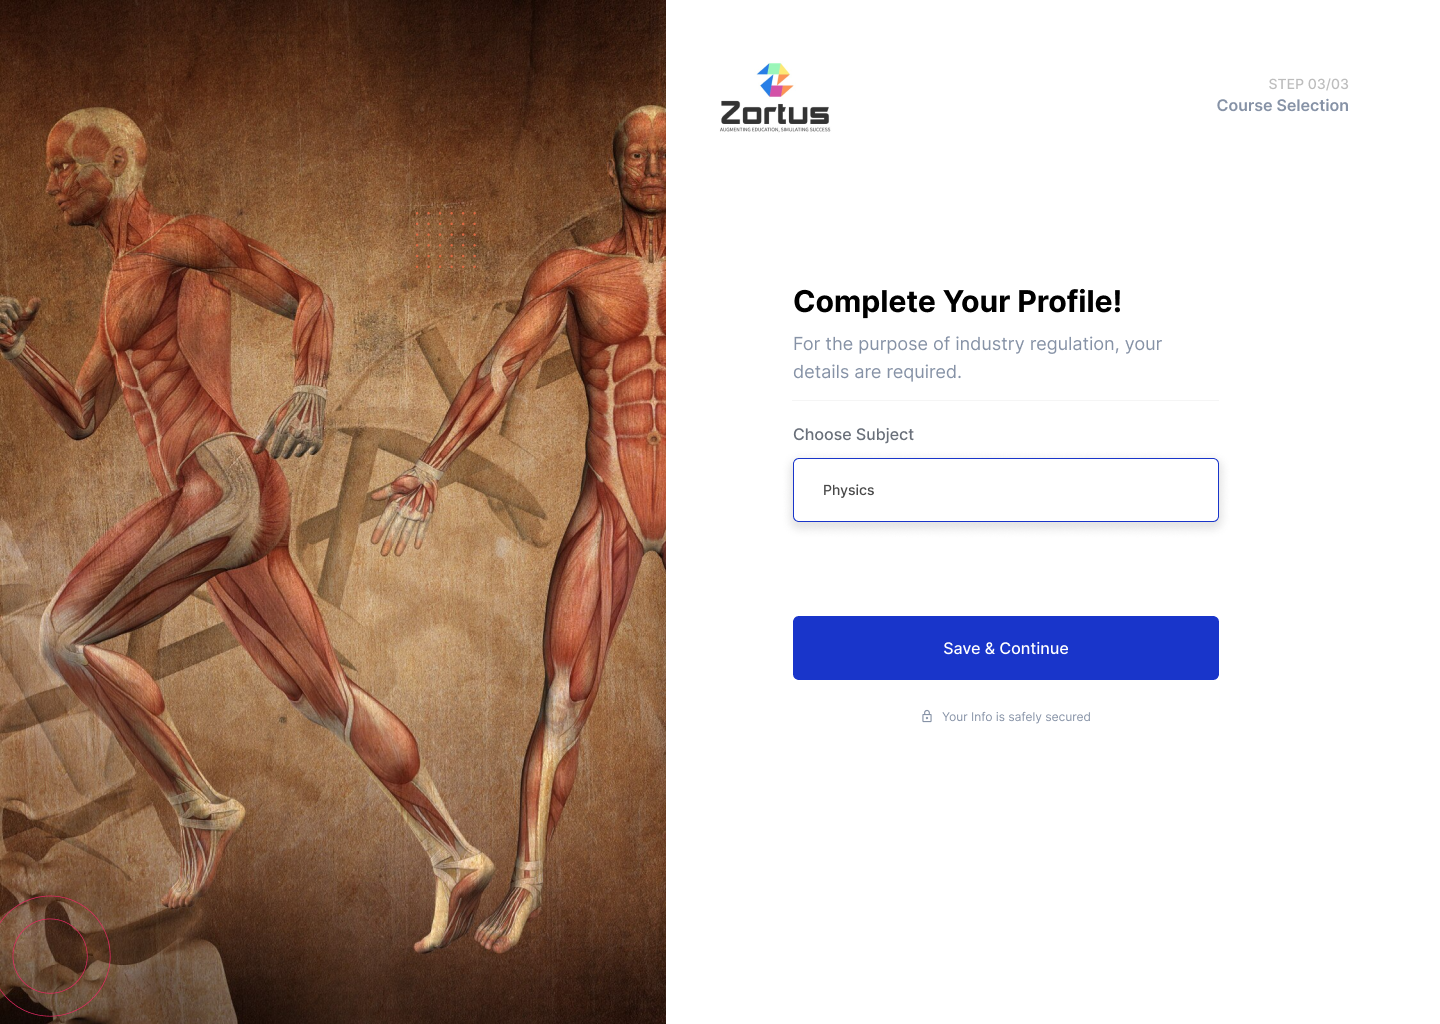 Zortus
AUGMENTING EDUCATION, SIMULATING SUCCESS
STEP 03/03
Course Selection
Complete Your Profile!
For the purpose of industry regulation, your
details are required.
Choose Subject
Physics
Save & Continue
Your Info is safely secured